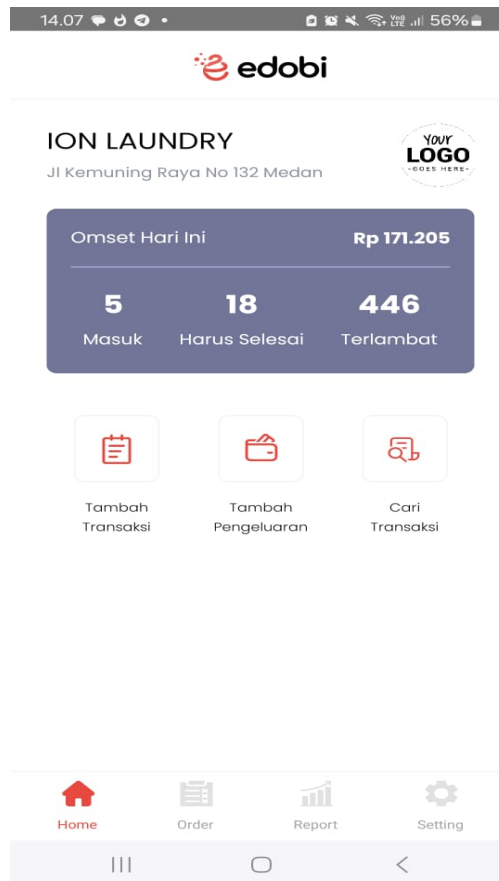 14.07
56%
edobi
ION LAUNDRY
Jl Kemuning Raya No 132 Medan
YOUR
LOGO
-GOES HERE-
Omset Hari Ini
Rp 171.205
5
18
446
Masuk
Harus Selesai
Terlambat
Tambah
Transaksi
Tambah
Pengeluaran
Cari
Transaksi
Home
Order
Report
Setting